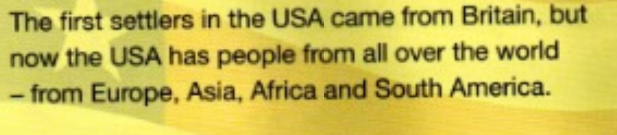 The first settlers in the USA came from Britain, but
now the USA has people from all over the world
– from Europe, Asia, Africa and South America.